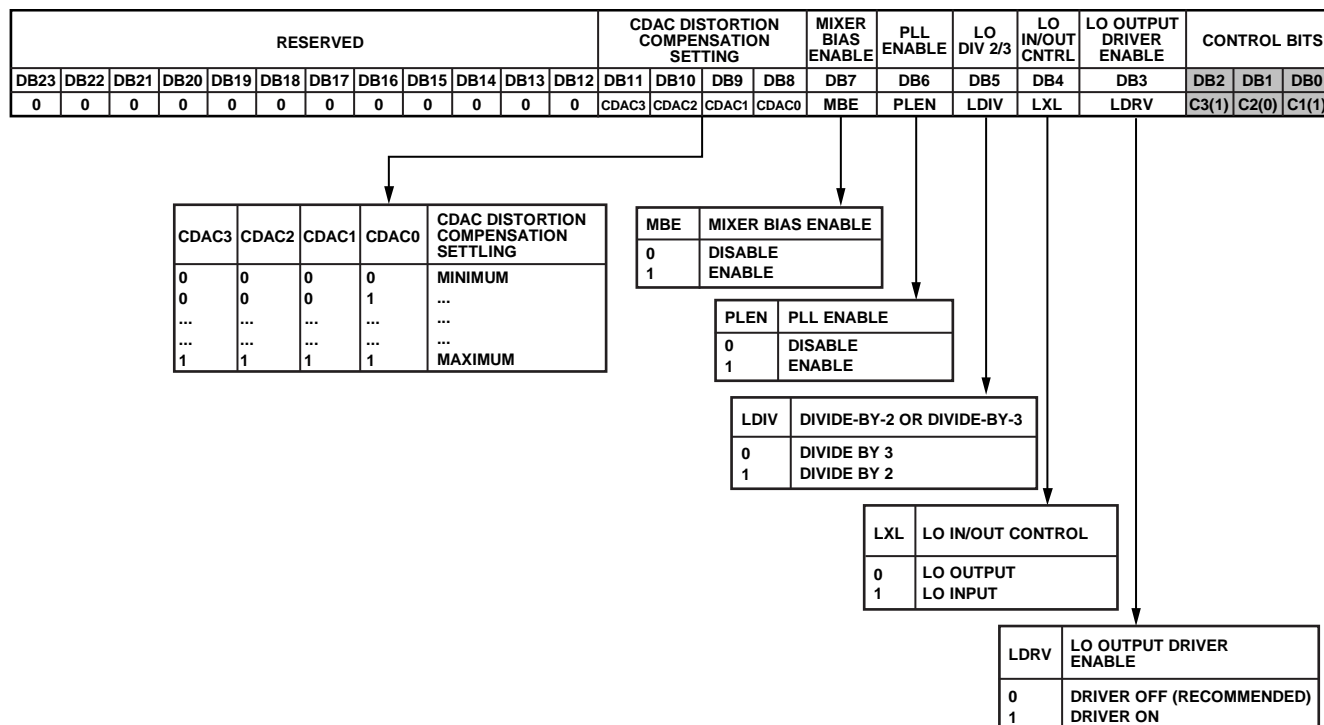 RESERVED
CDAC DISTORTION
COMPENSATION
SETTING
MIXER
BIAS
ENABLE
PLL
ENABLE
LO
DIV 2/3
LO
IN/OUT
CNTRL
LO OUTPUT
DRIVER
ENABLE
CONTROL BITS
DB23 DB22 DB21 DB20 DB19 DB18 DB17 DB16 DB15 DB14 DB13 DB12 DB11 DB10 DB9 DB8 DB7 DB6 DB5 DB4 DB3 DB2 DB1 DB0
0 0 0 0 0 0 0 0 0 0 0 0 CDAC3 CDAC2 CDAC1 CDAC0 MBE PLEN LDIV LXL LDRV C3(1) C2(0) C1(1)
CDAC3 CDAC2 CDAC1 CDAC0 CDAC DISTORTION
COMPENSATION
SETTLING
0 0 0 0 MINIMUM
0 0 0 1 ...
... ... ... ... ...
... ... ... ... ...
1 1 1 1 MAXIMUM
MBE MIXER BIAS ENABLE
0 DISABLE
1 ENABLE
PLEN PLL ENABLE
0 DISABLE
1 ENABLE
LDIV DIVIDE-BY-2 OR DIVIDE-BY-3
0 DIVIDE BY 3
1 DIVIDE BY 2
LXL LO IN/OUT CONTROL
0 LO OUTPUT
1 LO INPUT
LDRV LO OUTPUT DRIVER
ENABLE
0 DRIVER OFF (RECOMMENDED)
1 DRIVER ON